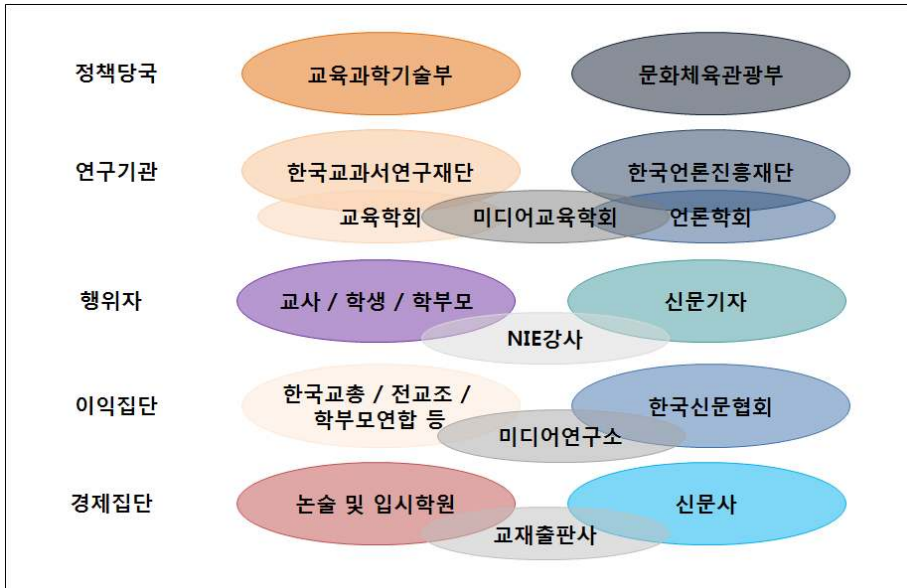 정책당국
교육과학기술부
문화체육관광부
연구기관
한국교과서연구재단
한국언론진흥재단
교육학회
미디어교육학회
언론학회
행위자
교사 / 학생 / 학부모
신문기자
NIE강사
이익집단
한국교총 / 전교조 /
학부모연합 등
한국신문협회
미디어연구소
경제집단
논술 및 입시학원
신문사
교재출판사